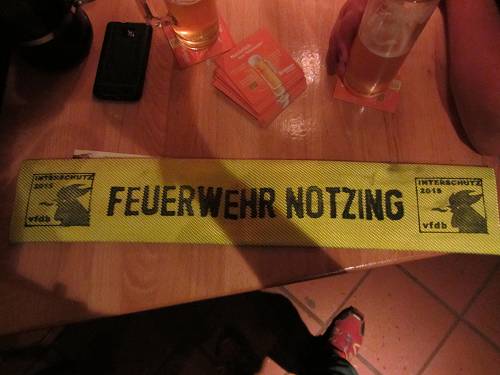 INTERSCHUTZ
2015
vfdb
FEUERWEHR NOTZING
INTERSCHUTZ
2015
vfdb